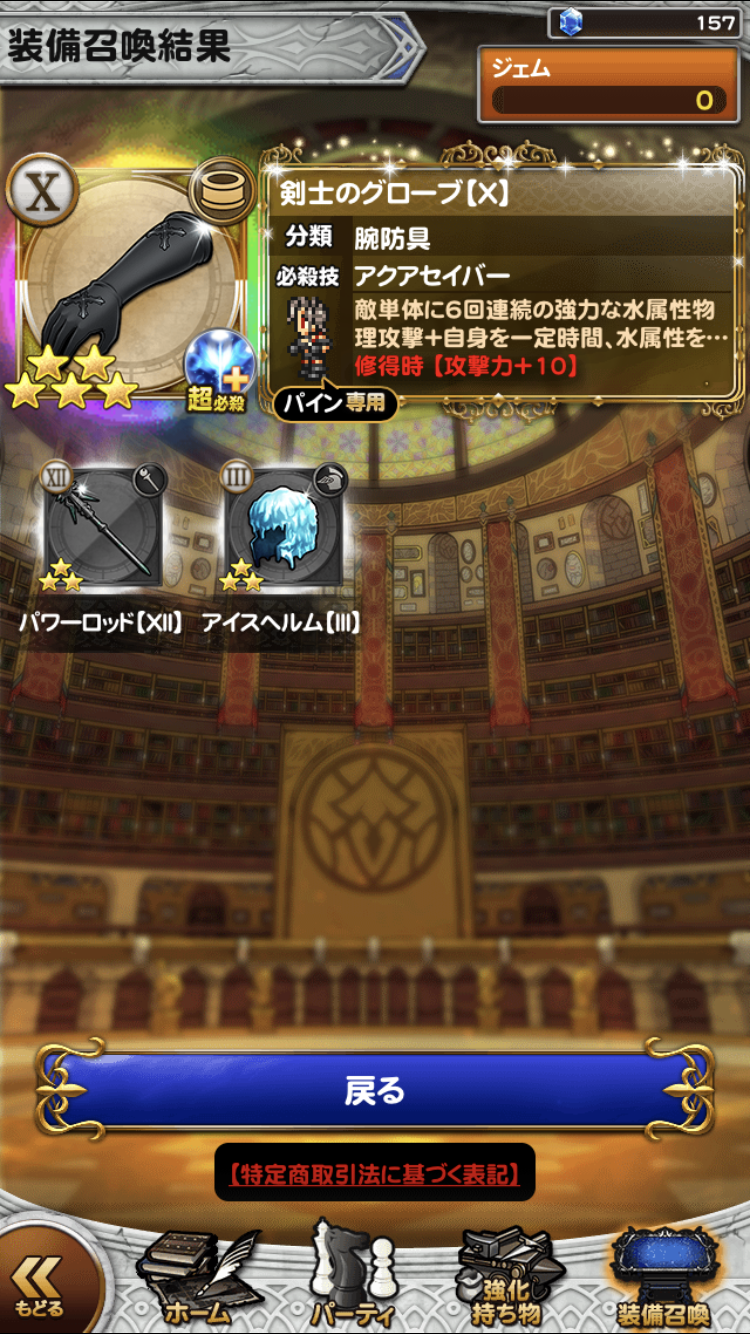 装備召喚結果
157
ジェム
0
X
剣士のグローブ【X】
分類 腕防具
必殺技 アクアセイバー
敵単体に6回連続の強力な水属性物
理攻撃+自身を一定時間、水属性を…
修得時【攻撃力+10】
超必殺
パイン専用
XII
III
パワーロッド【XII】
アイスヘルム【III】
戻る
【特定商取引法に基づく表記】
もどる
ホーム
パーティ
強化
持ち物
装備召喚